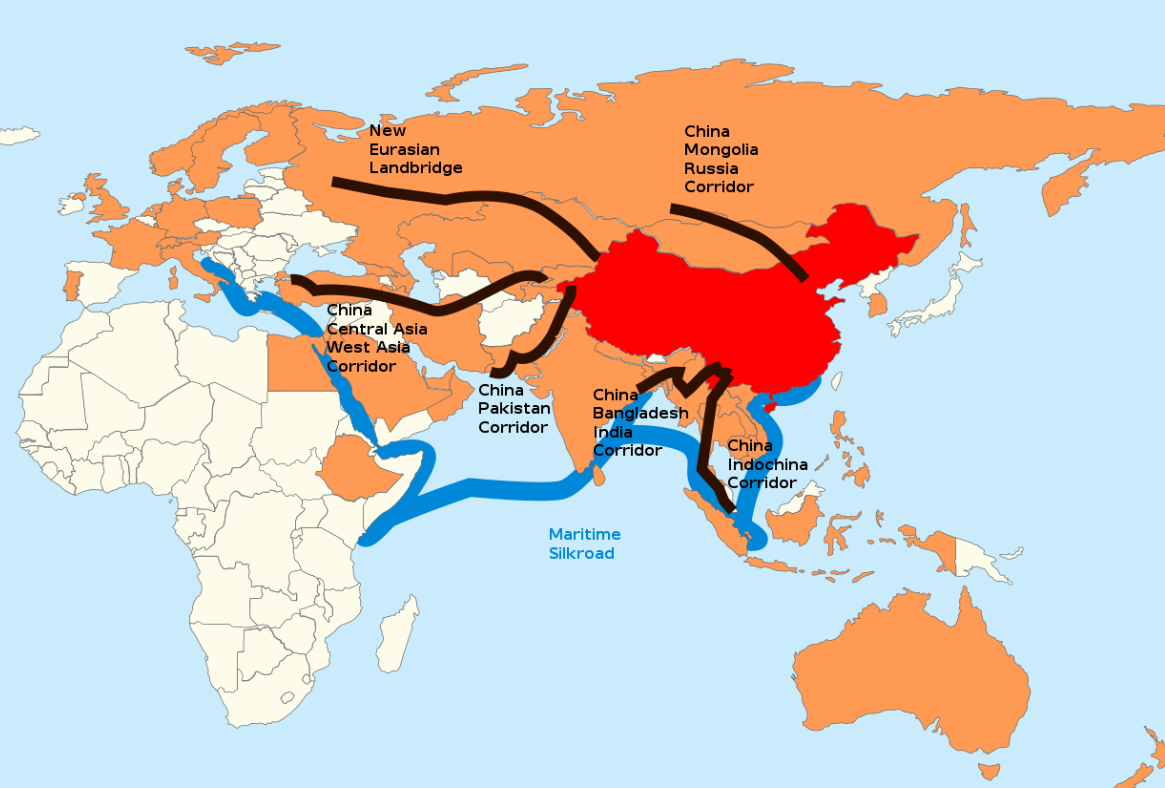 New
Eurasian
Landbridge
China
Mongolia
Russia
Corridor
China
Central Asia
West Asia
Corridor
China
Pakistan
Corridor
China
Bangladesh
India
Corridor
China
Indochina
Corridor
Maritime
Silkroad